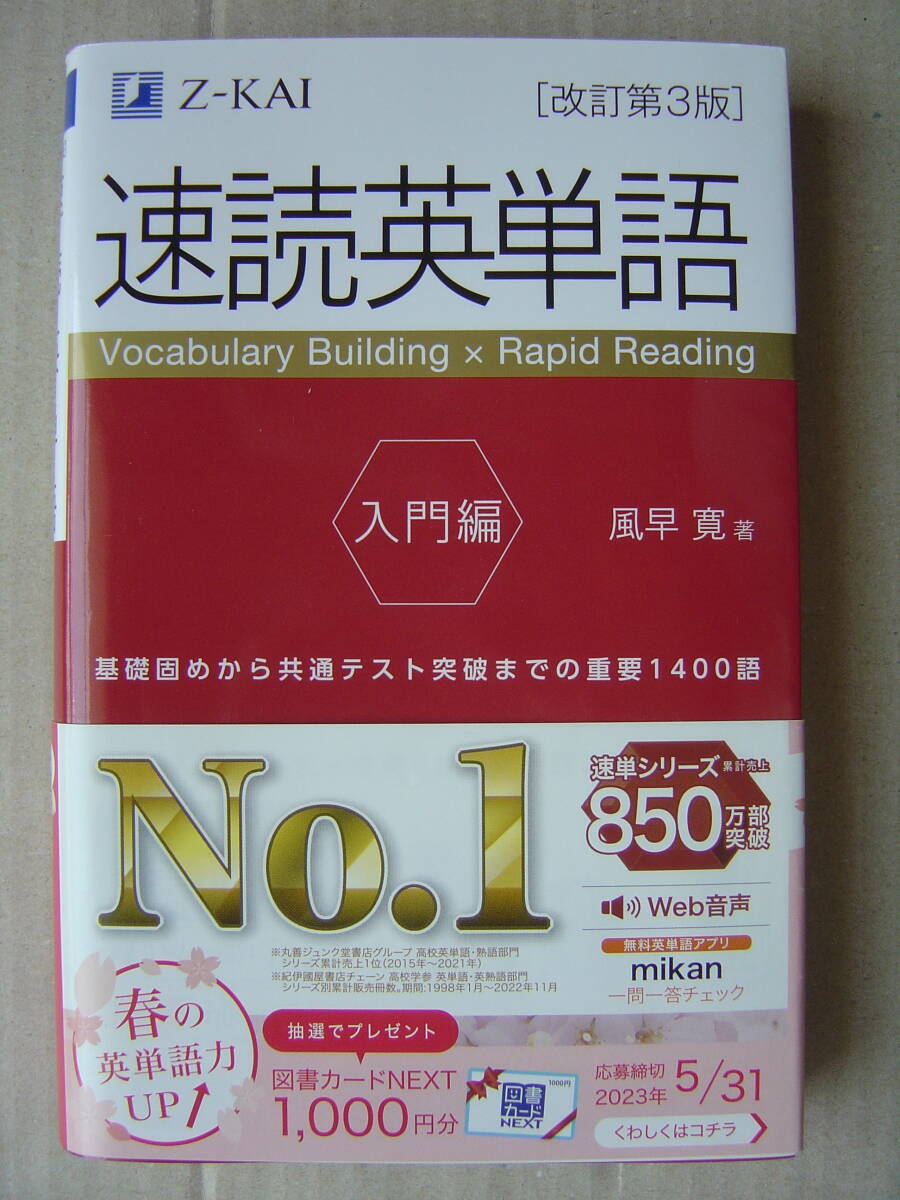 Z-KAI
[改訂第3版]
速読英単語
Vocabulary Building × Rapid Reading
入門編
風早 寛 著
基礎固めから共通テスト突破までの重要1400語
No.1
速単シリーズ 累計売上
850万部突破
Web音声
無料英単語アプリ
mikan
一問一答チェック
※丸善ジュンク堂書店グループ 高校英単語・熟語部門
シリーズ累計売上1位(2015年〜2021年)
※紀伊國屋書店チェーン 高校学参 英単語・英熟語部門
シリーズ別累計販売冊数。期間:1998年1月〜2022年11月
春の
英単語力
UP
抽選でプレゼント
図書カードNEXT
1,000円分
1000円
図書
カード
NEXT
応募締切
2023年 5/31
くわしくはコチラ